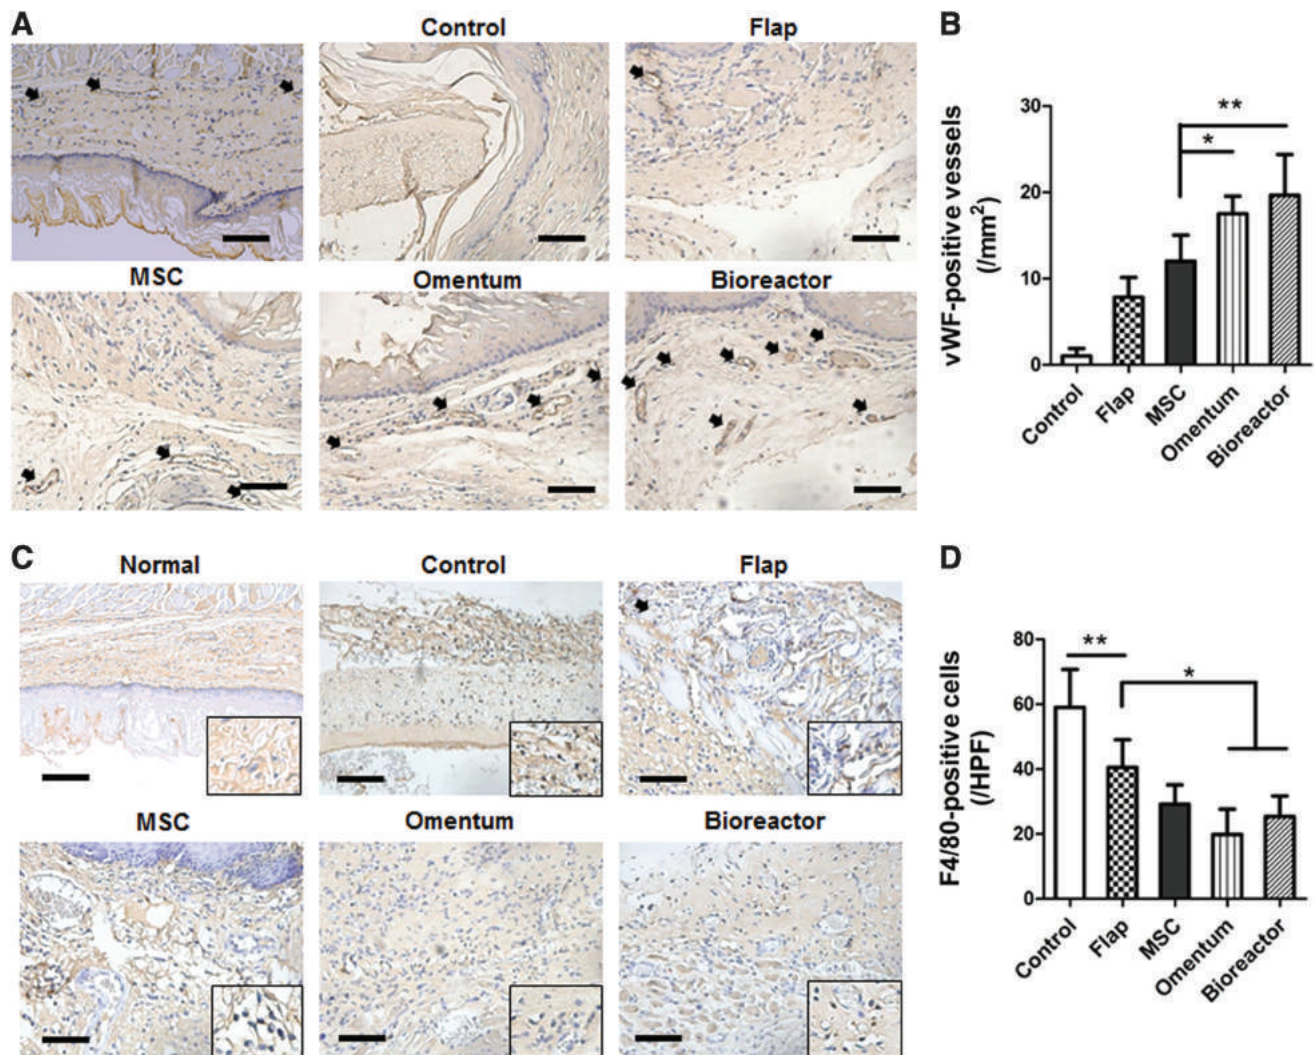 A
Control
Flap
MSC
Omentum
Bioreactor
B
vWF-positive vessels
(/mm²)
30
20
10
0
*
**
Control
Flap
MSC
Omentum
Bioreactor
C
Normal
Control
Flap
MSC
Omentum
Bioreactor
D
F4/80-positive cells
(/HPF)
80
60
40
20
0
**
*
Control
Flap
MSC
Omentum
Bioreactor